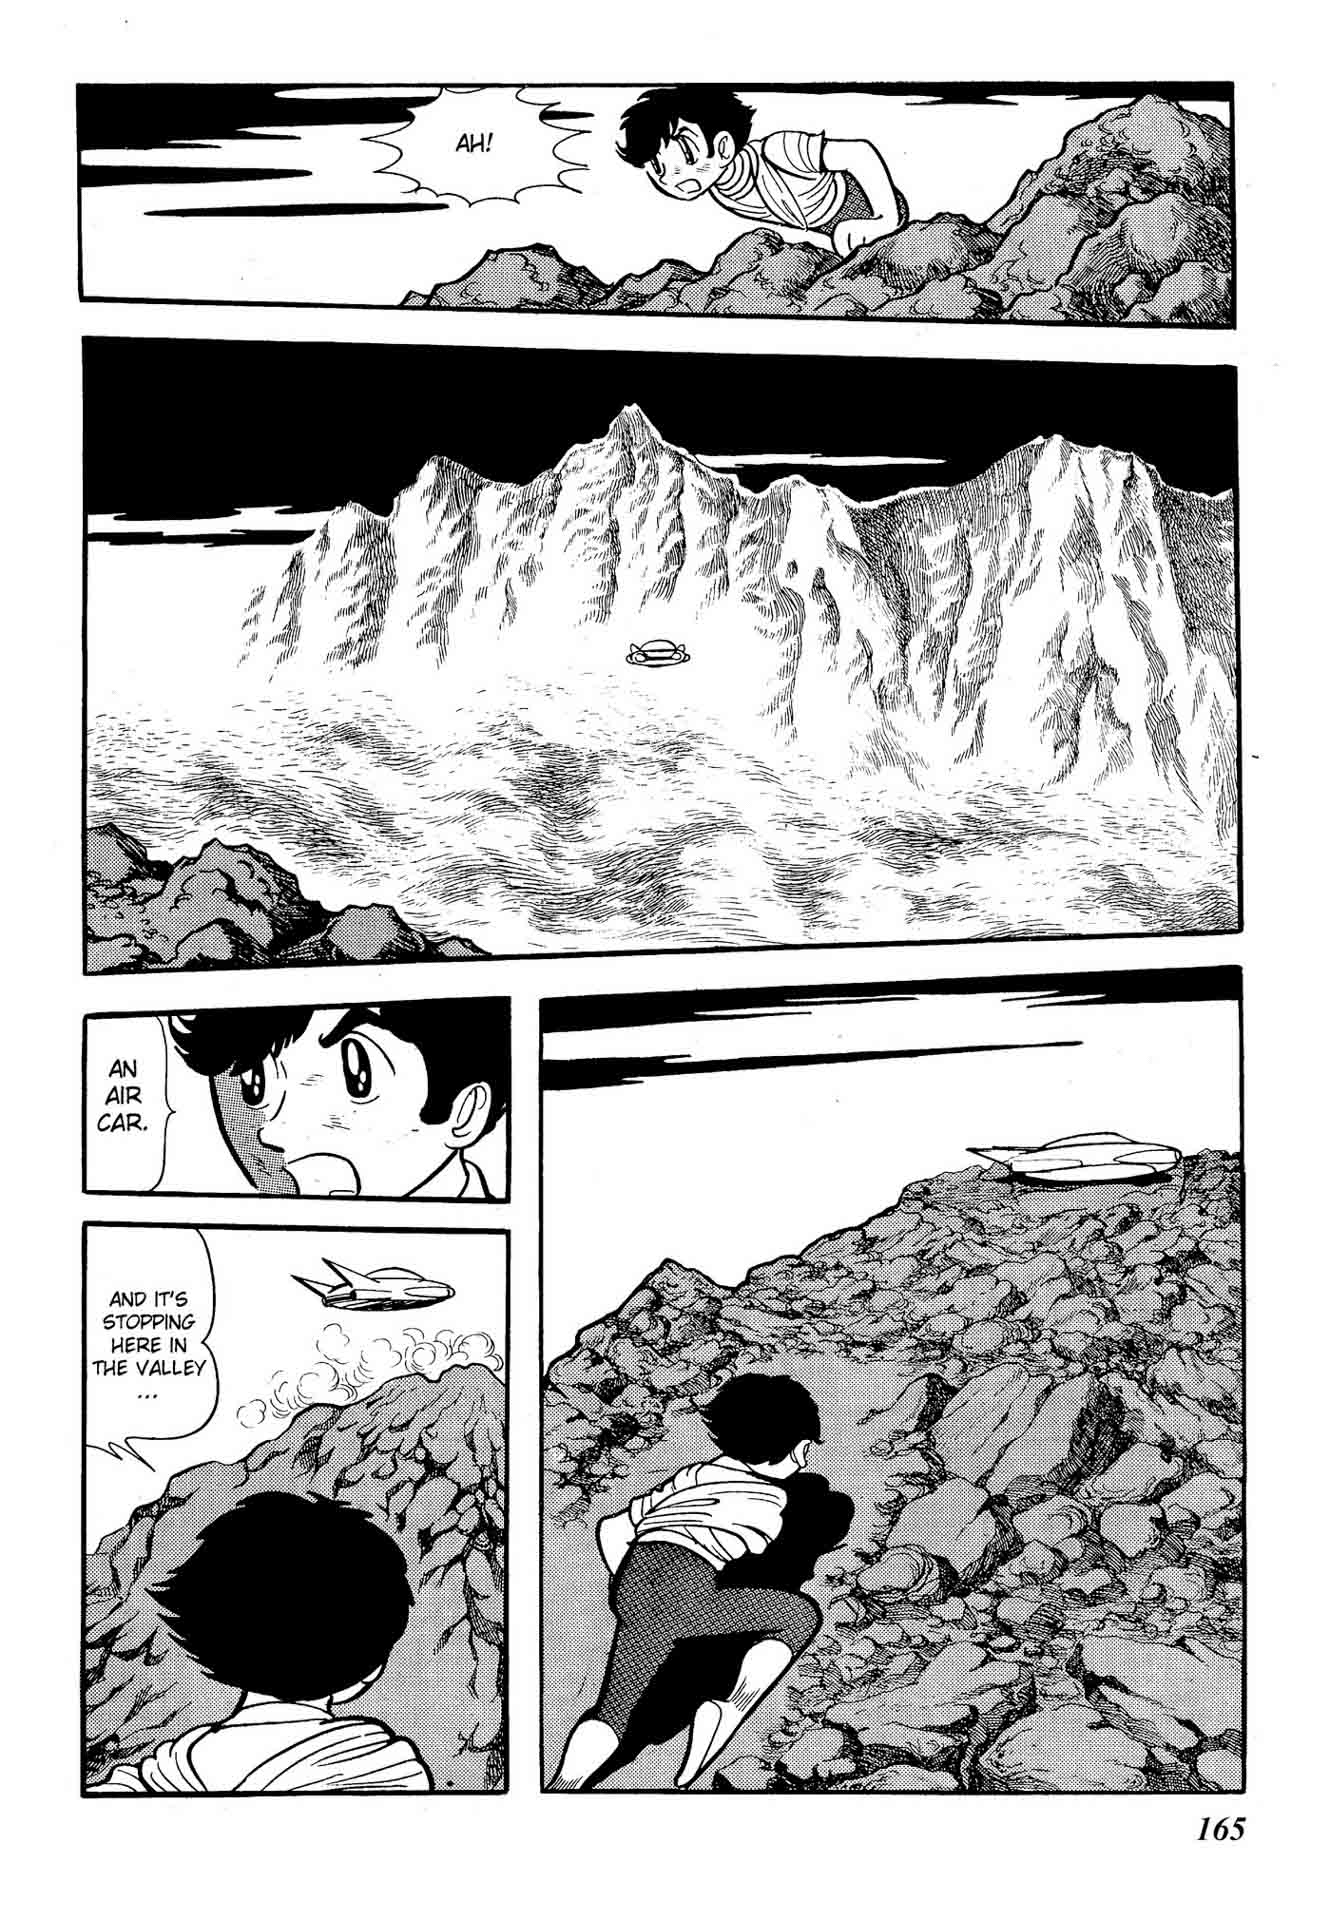 AH!
AN
AIR
CAR.
AND IT'S
STOPPING
HERE IN
THE VALLEY
...
165